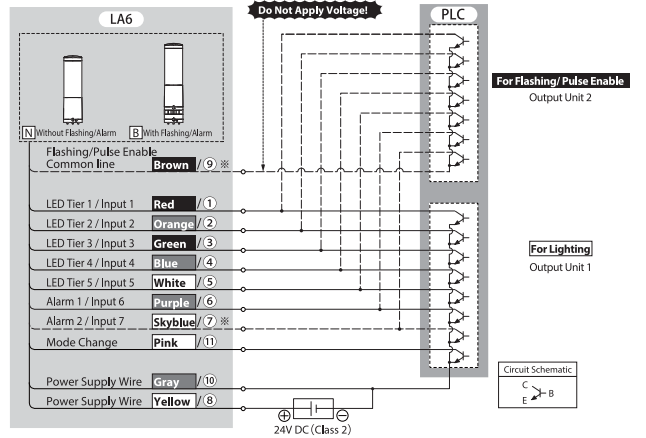 LA6
Do Not Apply Voltage!
PLC
For Flashing/ Pulse Enable
Output Unit 2
N Without Flashing/Alarm
B With Flashing/Alarm
Flashing/Pulse Enable
Common line Brown / ⑨ ※
LED Tier 1 / Input 1 Red / ①
LED Tier 2 / Input 2 Orange / ②
LED Tier 3 / Input 3 Green / ③
LED Tier 4 / Input 4 Blue / ④
LED Tier 5 / Input 5 White / ⑤
Alarm 1 / Input 6 Purple / ⑥
Alarm 2 / Input 7 Skyblue / ⑦ ※
Mode Change Pink / ⑪
Power Supply Wire Gray / ⑩
Power Supply Wire Yellow / ⑧
For Lighting
Output Unit 1
Circuit Schematic
C
B
E
⊕ ⊖
24V DC (Class 2)